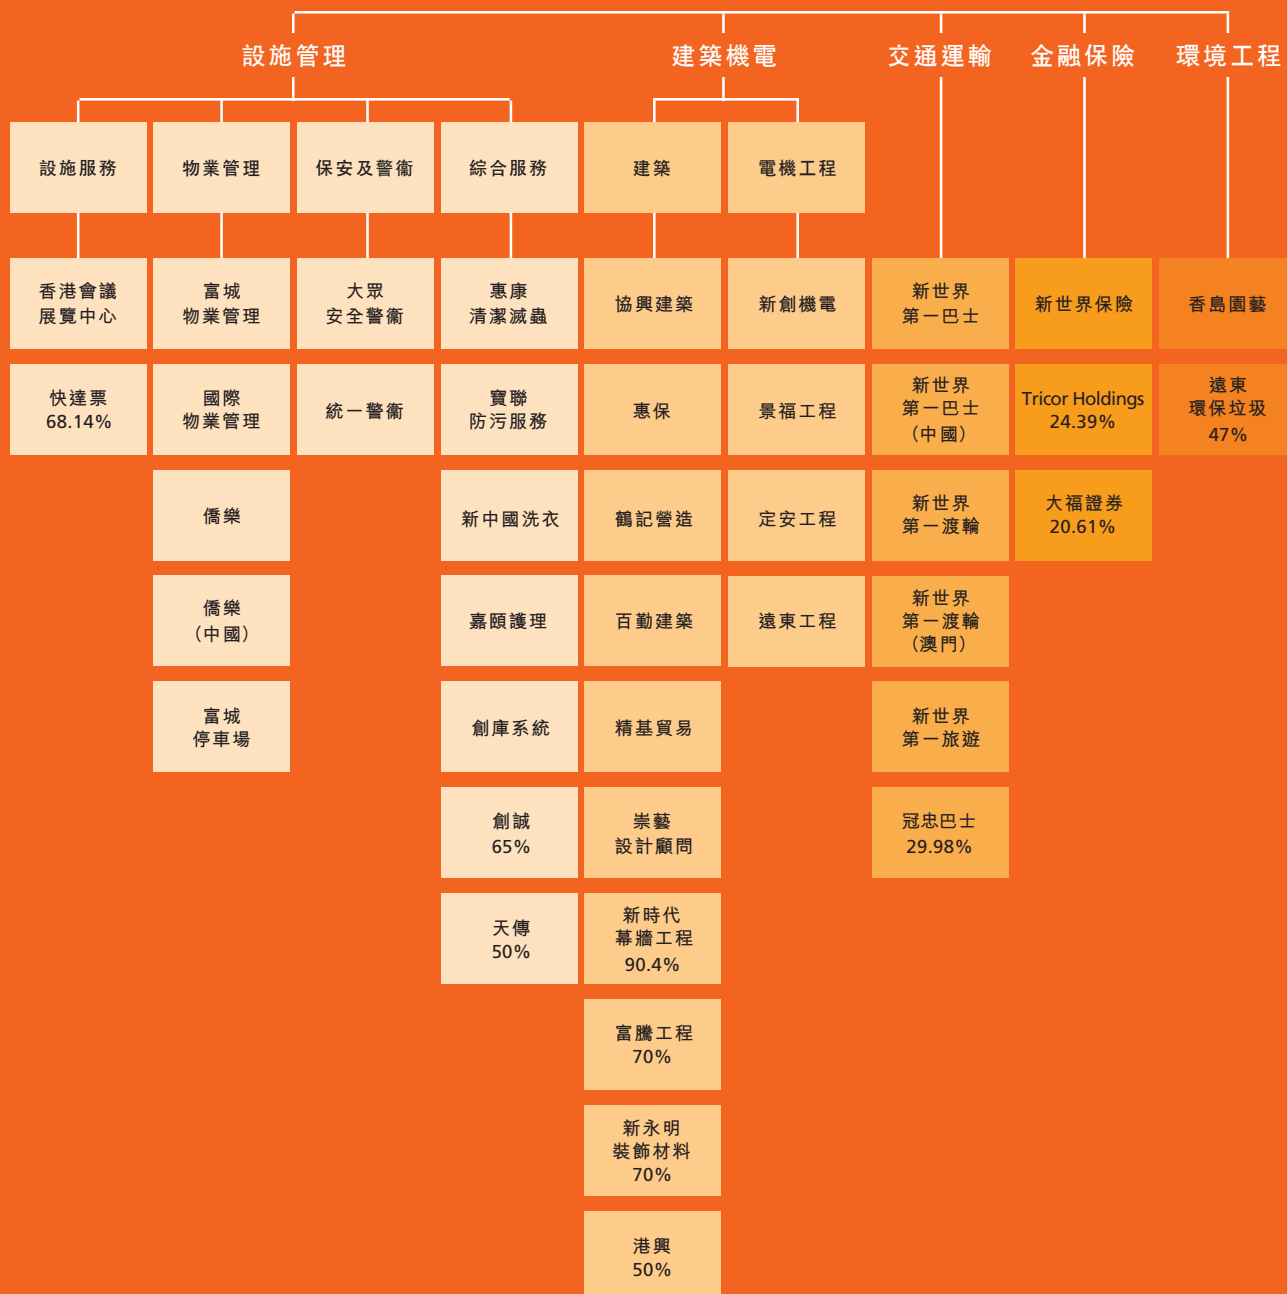 設施管理
建築機電
交通運輸
金融保險
環境工程
設施服務
物業管理
保安及警衞
綜合服務
建築
電機工程
香港會議
展覽中心
快達票
68.14%
富城
物業管理
國際
物業管理
僑樂
僑樂
（中國）
富城
停車場
大眾
安全警衞
統一警衞
惠康
清潔滅蟲
寶聯
防污服務
新中國洗衣
嘉頤護理
創庫系統
創誠
65%
天傳
50%
協興建築
惠保
鶴記營造
百勤建築
精基貿易
崇藝
設計顧問
新時代
幕牆工程
90.4%
富騰工程
70%
新永明
裝飾材料
70%
港興
50%
新創機電
景福工程
定安工程
遠東工程
新世界
第一巴士
新世界
第一巴士
（中國）
新世界
第一渡輪
新世界
第一渡輪
（澳門）
新世界
第一旅遊
冠忠巴士
29.98%
新世界保險
Tricor Holdings
24.39%
大福證券
20.61%
香島園藝
遠東
環保垃圾
47%